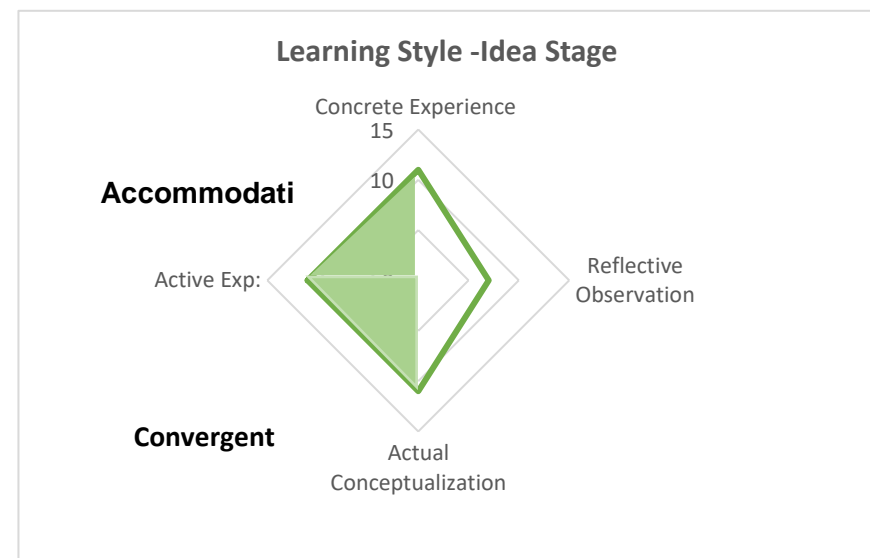 Learning Style -Idea Stage
Concrete Experience
15
10
Accommodati
Active Exp:
Reflective
Observation
Convergent
Actual
Conceptualization